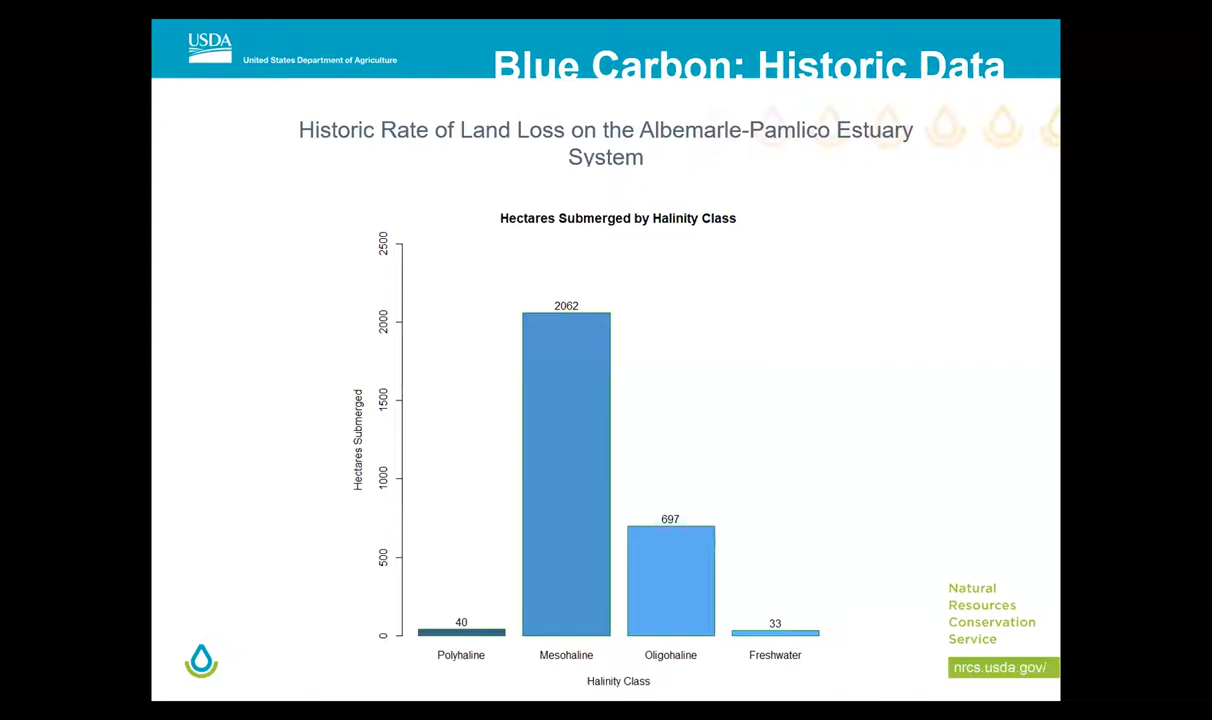 USDA
United States Department of Agriculture
Blue Carbon: Historic Data
Historic Rate of Land Loss on the Albemarle-Pamlico Estuary
System
Hectares Submerged by Halinity Class
Hectares Submerged
2500
2000
1500
1000
500
0
40
2062
697
33
Polyhaline
Mesohaline
Oligohaline
Freshwater
Halinity Class
Natural
Resources
Conservation
Service
nrcs.usda.gov/